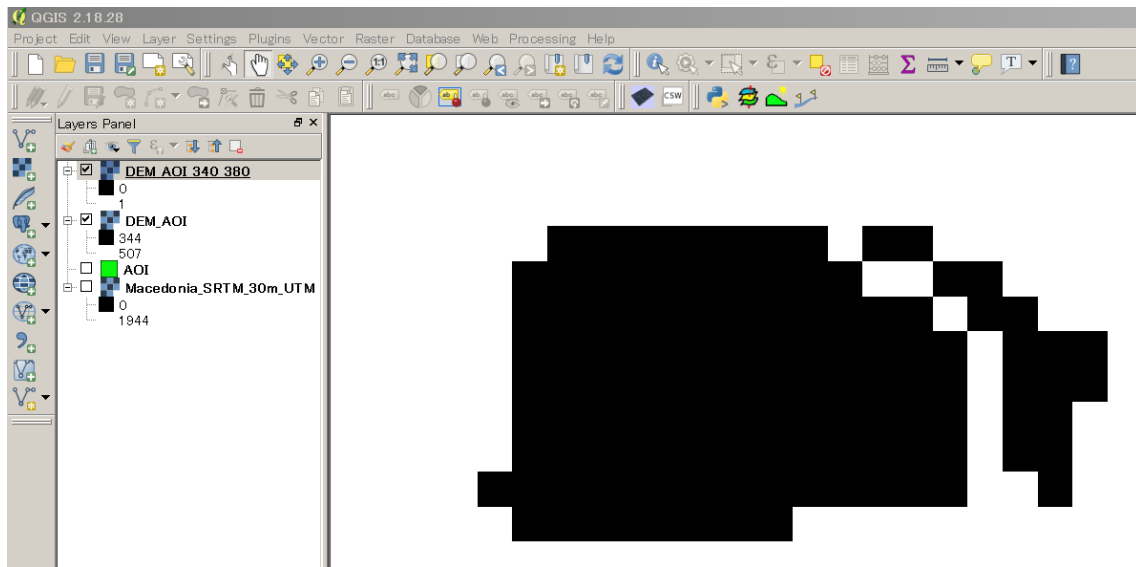 QGIS 2.18.28
Project Edit View Layer Settings Plugins Vector Raster Database Web Processing Help
CSW
Layers Panel
DEM AOI 340 380
0
1
DEM_AOI
344
507
AOI
Macedonia_SRTM_30m_UTM
0
1944